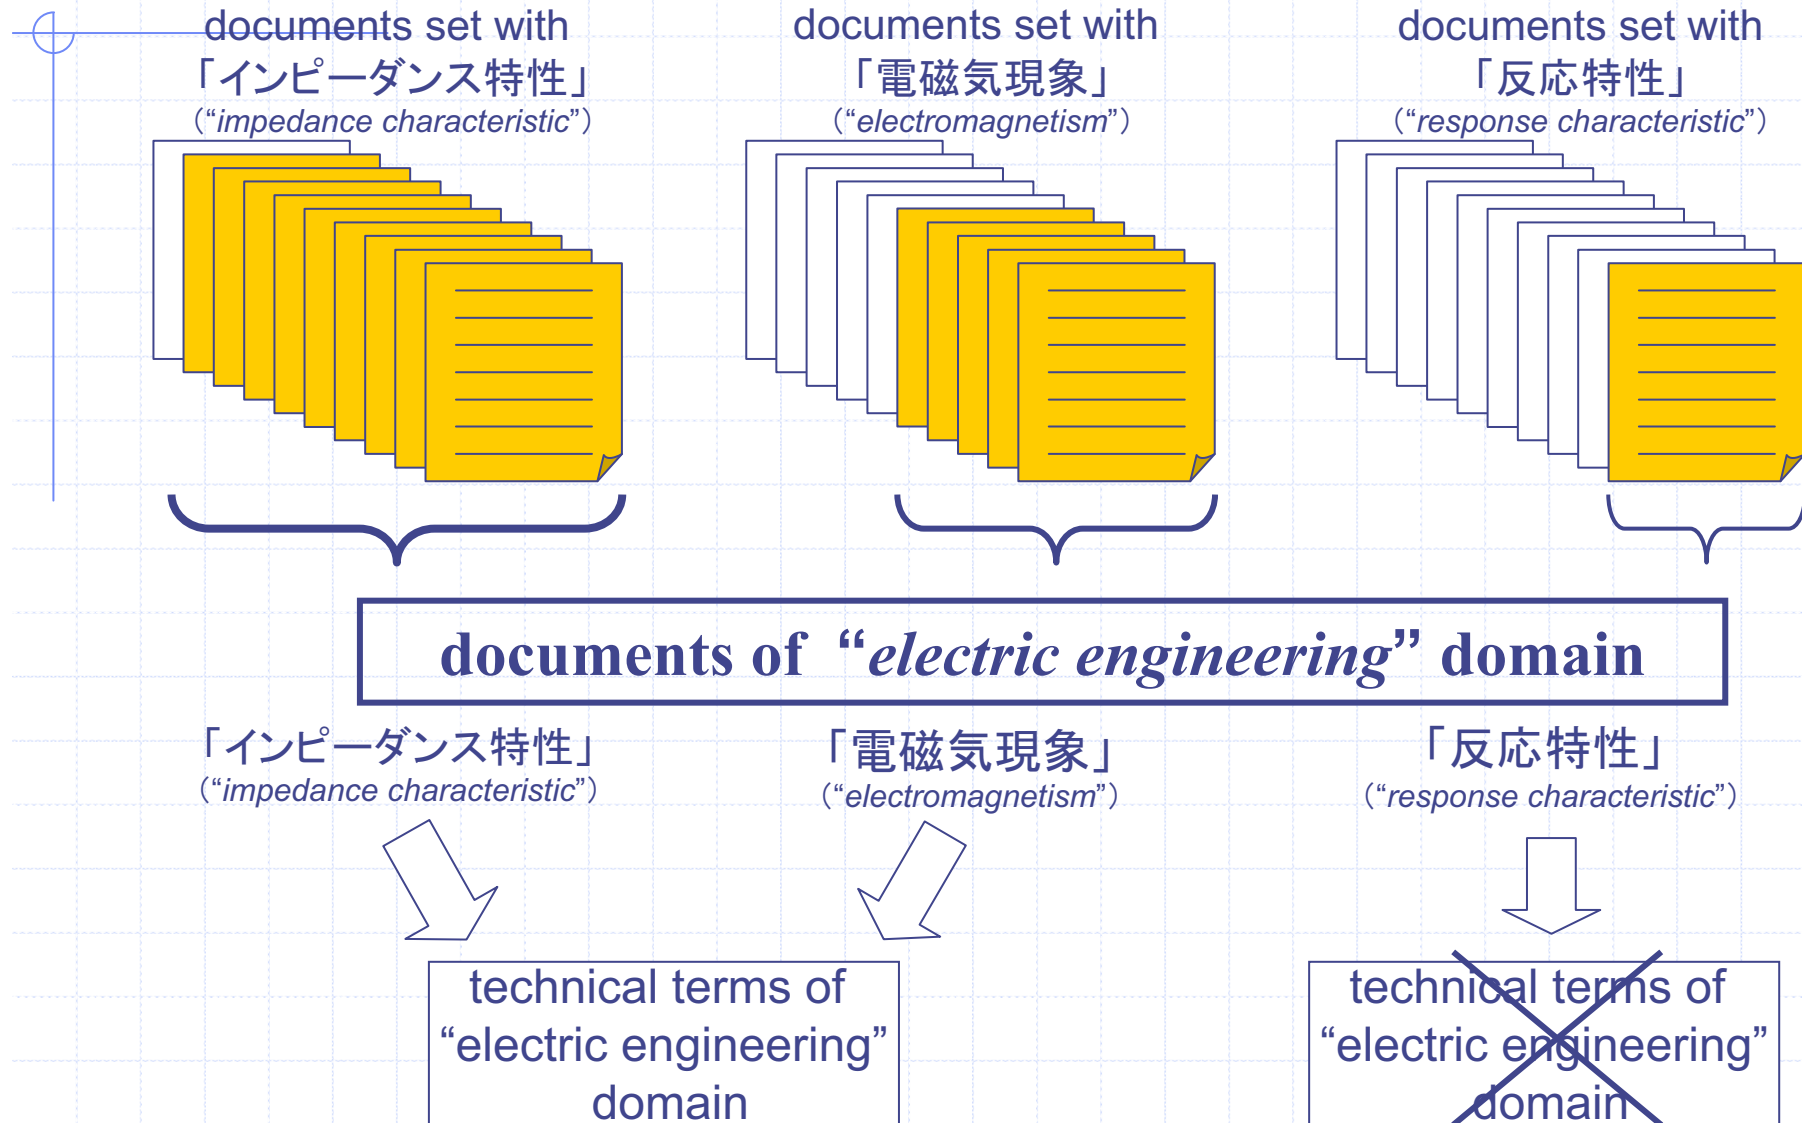 documents set with
「インピーダンス特性」
（“impedance characteristic”）
documents set with
「電磁気現象」
（“electromagnetism”）
documents set with
「反応特性」
（“response characteristic”）
documents of “electric engineering” domain
「インピーダンス特性」
（“impedance characteristic”）
「電磁気現象」
（“electromagnetism”）
「反応特性」
（“response characteristic”）
technical terms of
“electric engineering”
domain
technical terms of
“electric engineering”
domain